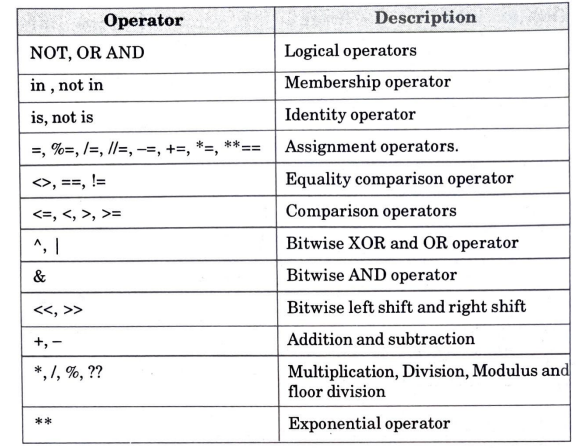 Operator Description
NOT, OR AND Logical operators
in , not in Membership operator
is, not is Identity operator
=, %=, /=, //=, –=, +=, *=, **== Assignment operators.
<>, ==, != Equality comparison operator
<=, <, >, >= Comparison operators
^, | Bitwise XOR and OR operator
& Bitwise AND operator
<<, >> Bitwise left shift and right shift
+, – Addition and subtraction
*, /, %, ?? Multiplication, Division, Modulus and
floor division
** Exponential operator